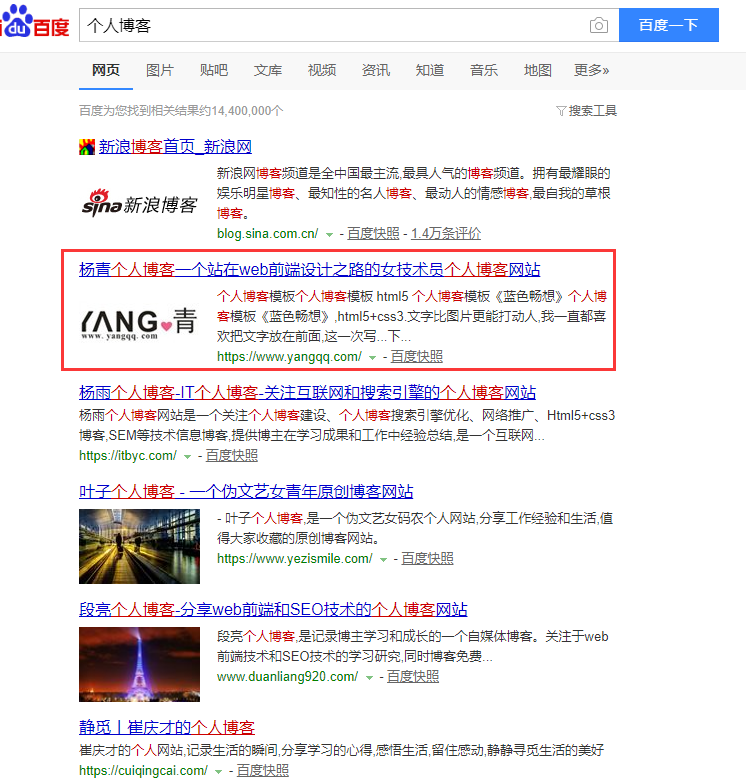 du百度 个人博客 百度一下
网页 图片 贴吧 文库 视频 资讯 知道 音乐 地图 更多»
百度为您找到相关结果约14,400,000个 搜索工具
新浪博客首页_新浪网
sina新浪博客
新浪网博客频道是全中国最主流,最具人气的博客频道。拥有最耀眼的
娱乐明星博客、最知性的名人博客、最动人的情感博客,最自我的草根
博客。
blog.sina.com.cn/ - 百度快照 - 1.4万条评价
杨青个人博客一个站在web前端设计之路的女技术员个人博客网站
YANG青
www.yangqq.com
个人博客模板个人博客模板 html5 个人博客模板《蓝色畅想》个人博
客模板《蓝色畅想》,html5+css3.文字比图片更能打动人,我一直都喜
欢把文字放在前面,这一次写...下...
https://www.yangqq.com/ - 百度快照
杨雨个人博客-IT个人博客-关注互联网和搜索引擎的个人博客网站
杨雨个人博客网站是一个关注个人博客建设、个人博客搜索引擎优化、网络推广、Html5+css3
博客,SEM等技术信息博客,提供博主在学习成果和工作中经验总结,是一个互联网...
https://itbyc.com/ - 百度快照
叶子个人博客 - 一个伪文艺女青年原创博客网站
- 叶子个人博客,是一个伪文艺女码农个人网站,分享工作经验和生活,值
得大家收藏的原创博客网站。
https://www.yezismile.com/ - 百度快照
段亮个人博客-分享web前端和SEO技术的个人博客网站
段亮个人博客,是记录博主学习和成长的一个自媒体博客。关注于web
前端技术和SEO技术的学习研究,同时博客免费...
www.duanliang920.com/ - 百度快照
静觅丨崔庆才的个人博客
崔庆才的个人网站,记录生活的瞬间,分享学习的心得,感悟生活,留住感动,静静寻觅生活的美好
https://cuiqingcai.com/ - 百度快照